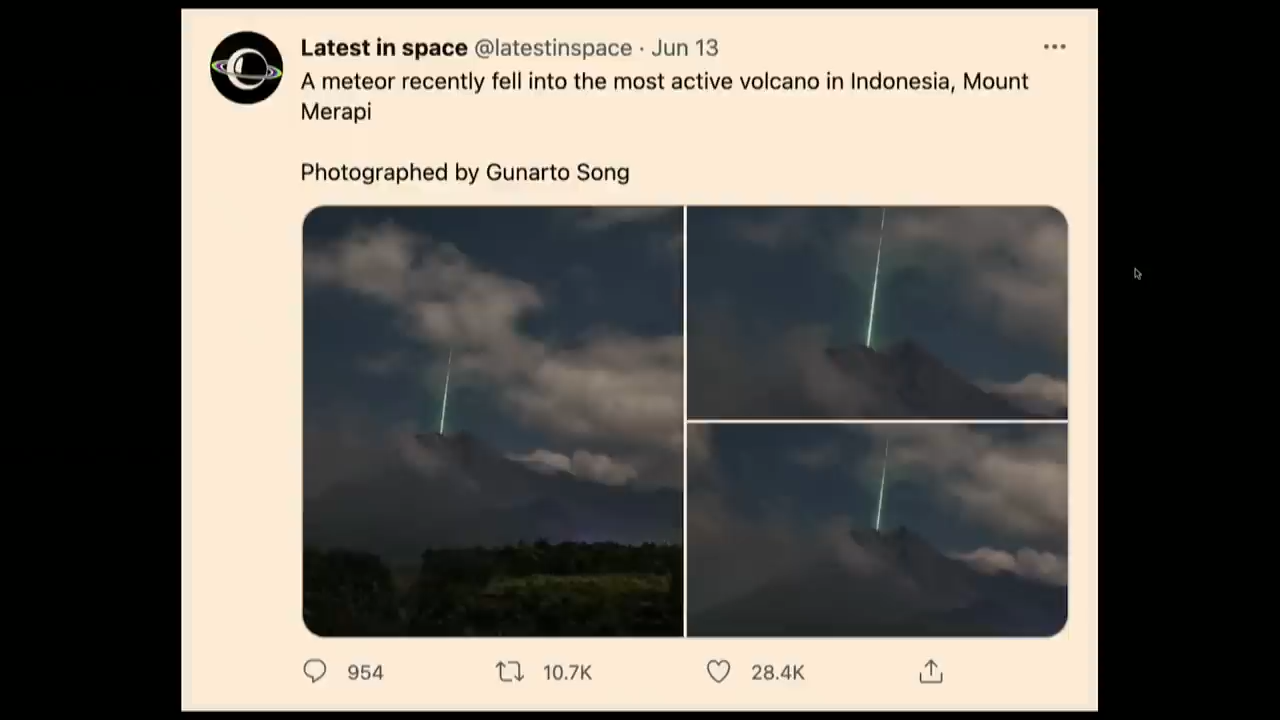 Latest in space @latestinspace · Jun 13
A meteor recently fell into the most active volcano in Indonesia, Mount
Merapi
Photographed by Gunarto Song
954 10.7K 28.4K